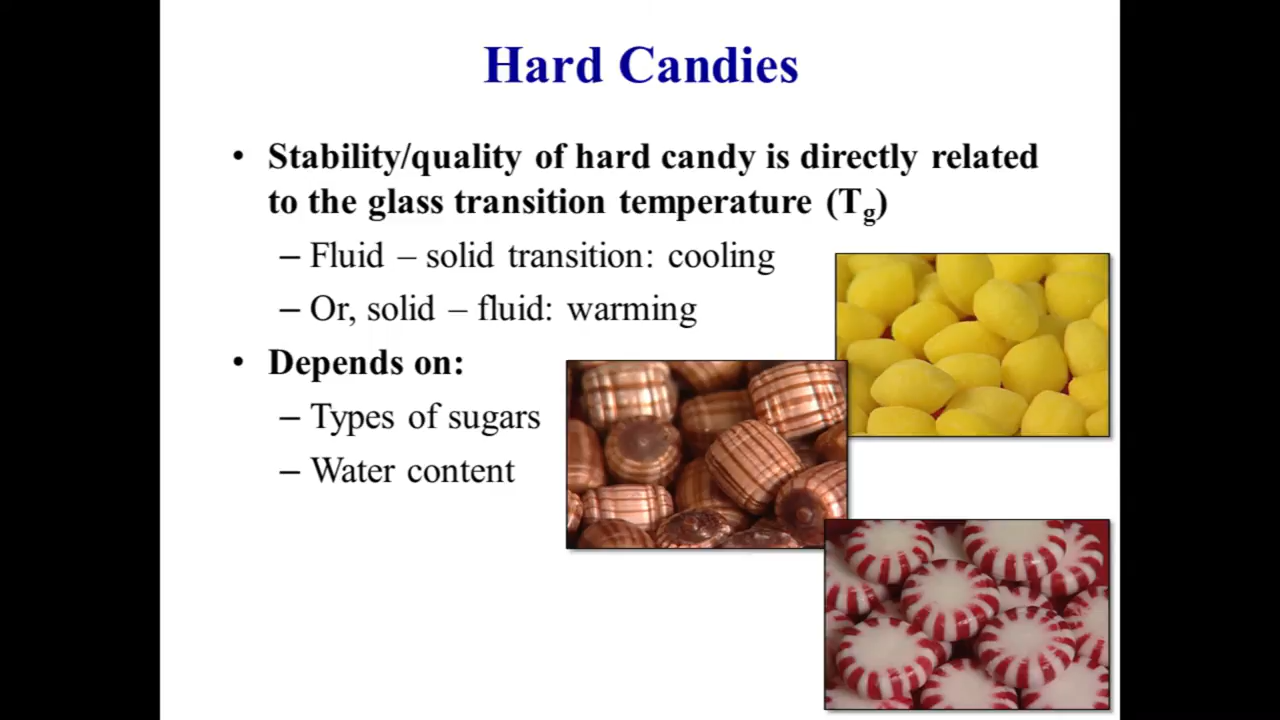 Hard Candies
• Stability/quality of hard candy is directly related
to the glass transition temperature (Tg)
– Fluid – solid transition: cooling
– Or, solid – fluid: warming
• Depends on:
– Types of sugars
– Water content